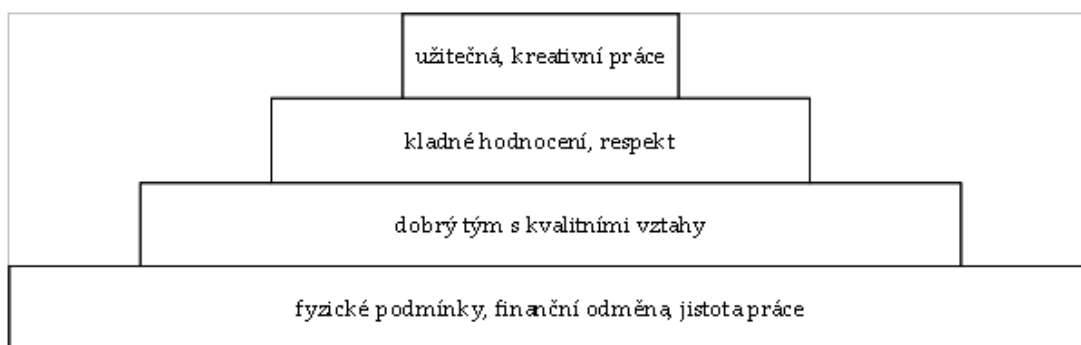 užitečná, kreativní práce
kladné hodnocení, respekt
dobrý tým s kvalitními vztahy
fyzické podmínky, finanční odměna, jistota práce